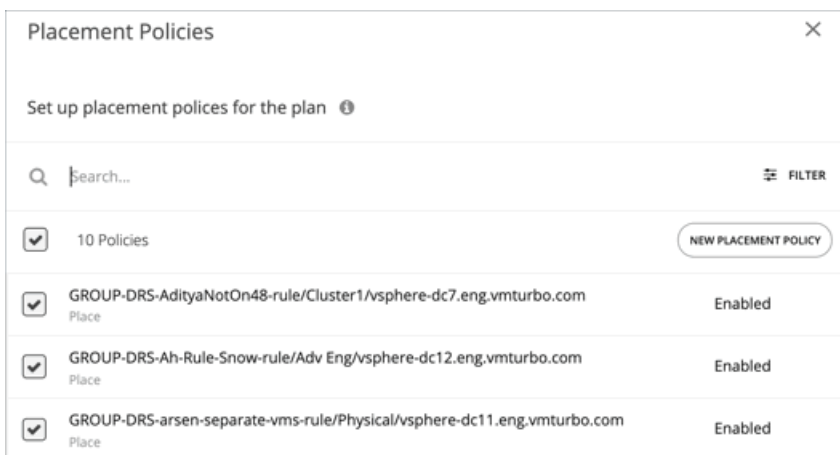 Placement Policies
Set up placement polices for the plan
Search...
FILTER
10 Policies
NEW PLACEMENT POLICY
GROUP-DRS-AdityaNotOn48-rule/Cluster1/vsphere-dc7.eng.vmturbo.com
Enabled
Place
GROUP-DRS-Ah-Rule-Snow-rule/Adv Eng/vsphere-dc12.eng.vmturbo.com
Enabled
Place
GROUP-DRS-arsen-separate-vms-rule/Physical/vsphere-dc11.eng.vmturbo.com
Enabled
Place